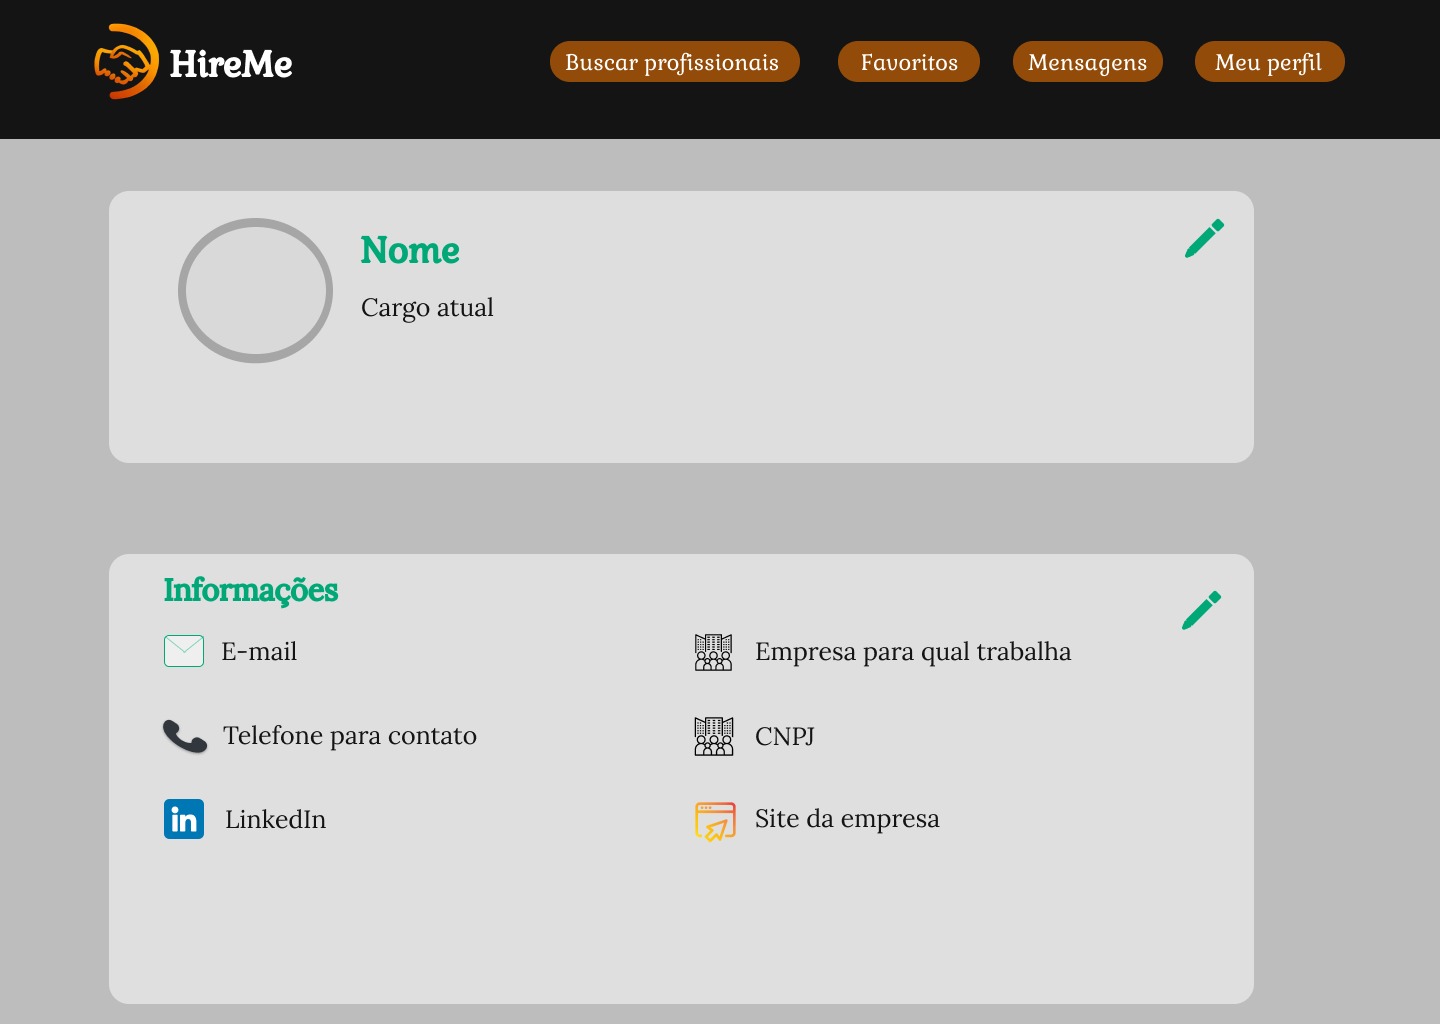 HireMe
Buscar profissionais
Favoritos
Mensagens
Meu perfil
Nome
Cargo atual
Informações
E-mail
Empresa para qual trabalha
Telefone para contato
CNPJ
in
LinkedIn
Site da empresa